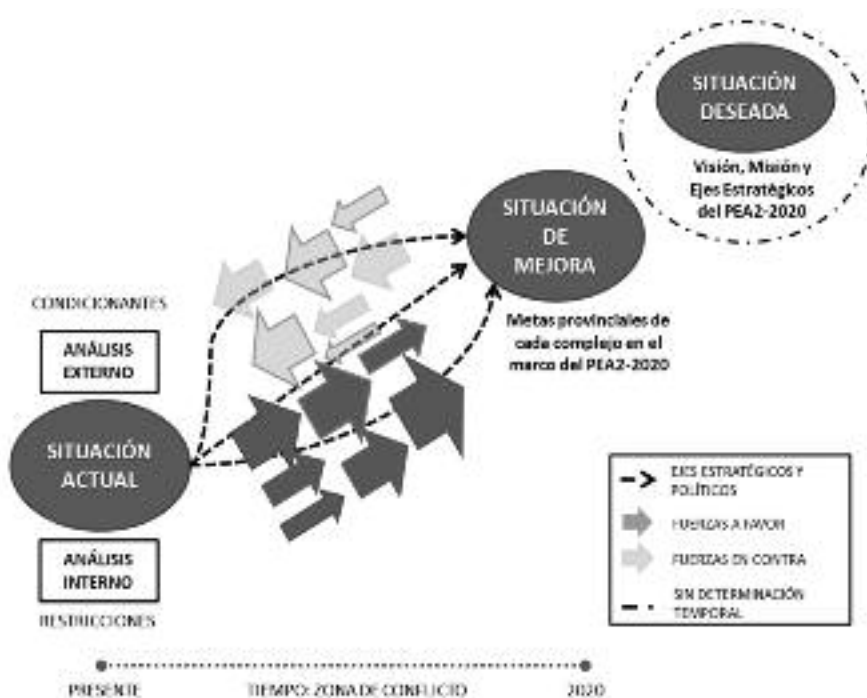 SITUACIÓN
DESEADA
Visión, Misión y
Ejes Estratégicos
del PEA2-2020
SITUACIÓN
DE
MEJORA
Metas provinciales de
cada complejo en el
marco del PEA2-2020
CONDICIONANTES
ANÁLISIS
EXTERNO
SITUACIÓN
ACTUAL
ANÁLISIS
INTERNO
RESTRICCIONES
EJES ESTRATÉGICOS Y
POLÍTICOS
FUERZAS A FAVOR
FUERZAS EN CONTRA
SIN DETERMINACIÓN
TEMPORAL
PRESENTE
TIEMPO: ZONA DE CONFLICTO
2020